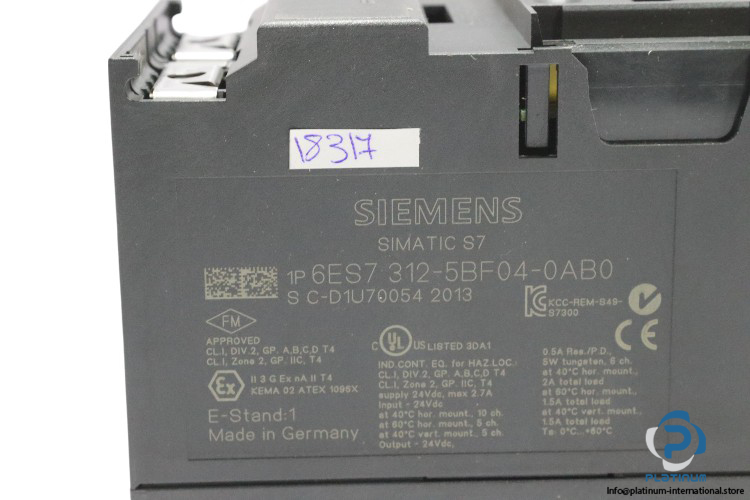 18317
SIEMENS
SIMATIC S7
1P 6ES7 312-5BF04-0AB0
S C-D1U70054 2013
KCC-REM-S49-
S7300
FM
APPROVED
CL.I, DIV.2, GP. A,B,C,D T4
CL.I, Zone 2, GP. IIC, T4
Ex
II 3 G Ex nA II T4
KEMA 02 ATEX 1096X
E-Stand:1
Made in Germany
C UL US LISTED 30A1
IND.CONT. EQ. for HAZ.LOC.:
CL.I, DIV.2, GP. A,B,C,D T4
CL.I, Zone 2, GP. IIC, T4
supply 24Vdc, max 2.7A
Input - 24Vdc
at 40°C hor. mount., 10 ch.
at 60°C hor. mount., 5 ch.
at 40°C vert. mount., 5 ch.
Output - 24Vdc,
CE
0.5A Res./P.D.,
5W tungsten, 6 ch.
at 40°C hor. mount.
2A total load
at 60°C hor. mount.
1.5A total load
at 40°C vert. mount.
1.5A total load
Ta: 0°C...+60°C
PLATINUM
info@platinum-international.store